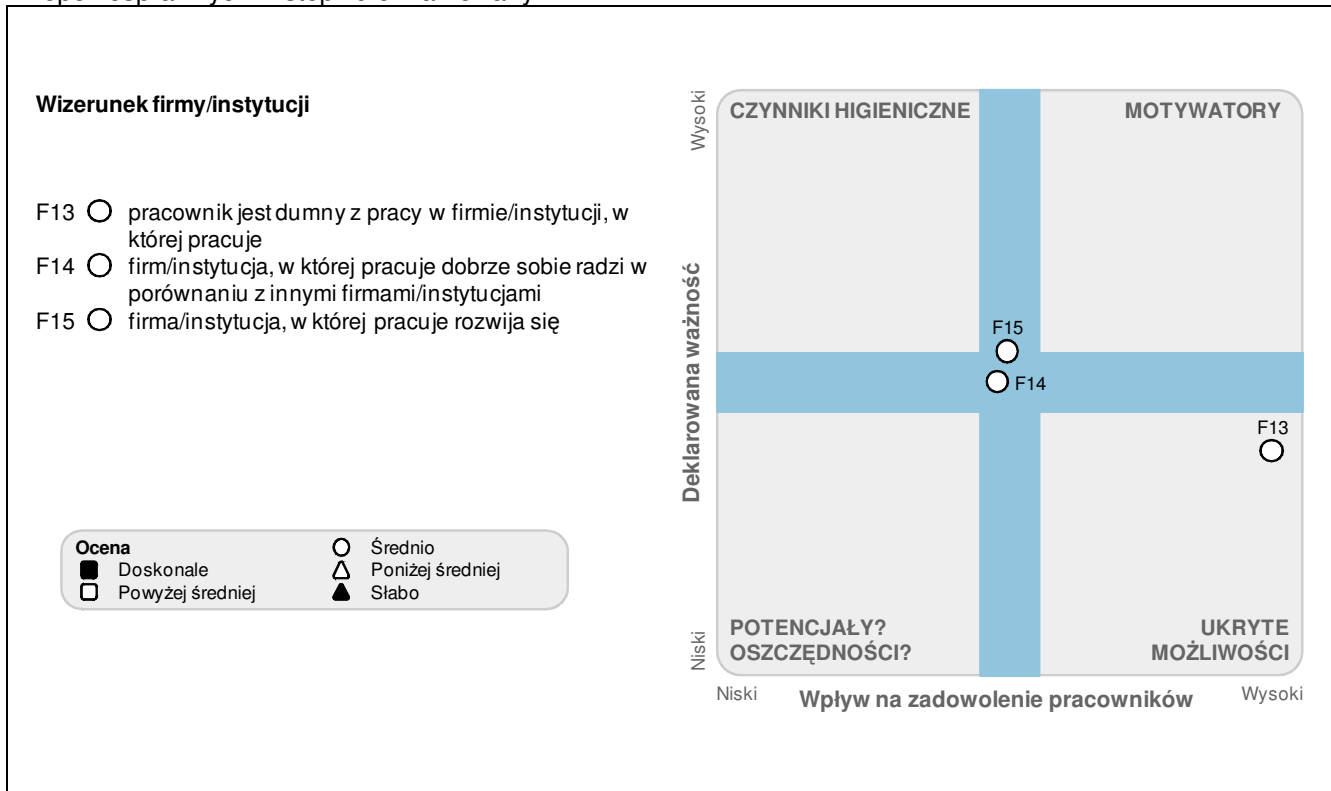 Wizerunek firmy/instytucji
F13 pracownik jest dumny z pracy w firmie/instytucji, w
której pracuje
F14 firm/instytucja, w której pracuje dobrze sobie radzi w
porównaniu z innymi firmami/instytucjami
F15 firma/instytucja, w której pracuje rozwija się
Ocena
Doskonale
Powyżej średniej
Średnio
Poniżej średniej
Słabo
Wysoki
Deklarowana ważność
Niski
CZYNNIKI HIGIENICZNE
MOTYWATORY
F15
F14
F13
POTENCJAŁY?
OSZCZĘDNOŚCI?
UKRYTE
MOŻLIWOŚCI
Niski
Wpływ na zadowolenie pracowników
Wysoki